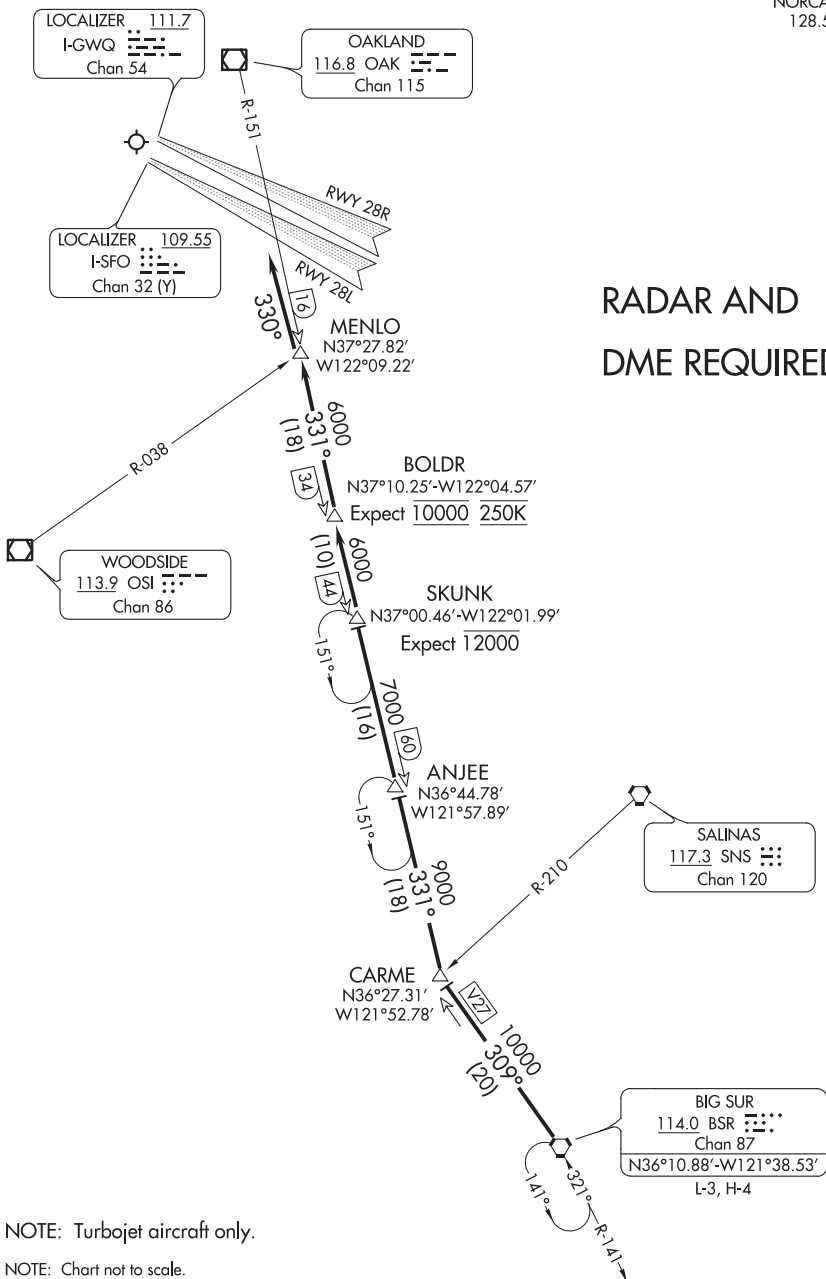 NORCA
128.5
LOCALIZER 111.7
I-GWQ
Chan 54
OAKLAND
116.8 OAK
Chan 115
R-151
RWY 28R
LOCALIZER 109.55
I-SFO
Chan 32 (Y)
RWY 28L
RADAR AND
DME REQUIRED
330°
16
MENLO
N37°27.82'
W122°09.22'
6000
331°
(18)
R-038
34
BOLDR
N37°10.25'-W122°04.57'
Expect 10000 250K
WOODSIDE
113.9 OSI
Chan 86
6000
(10)
44
SKUNK
N37°00.46'-W122°01.99'
Expect 12000
151°
7000
(16)
60
ANJEE
N36°44.78'
W121°57.89'
151°
9000
331°
(18)
SALINAS
117.3 SNS
Chan 120
R-210
CARME
N36°27.31'
W121°52.78'
V27
10000
309°
(20)
BIG SUR
114.0 BSR
Chan 87
N36°10.88'-W121°38.53'
L-3, H-4
141°
321°
R-141
NOTE: Turbojet aircraft only.
NOTE: Chart not to scale.